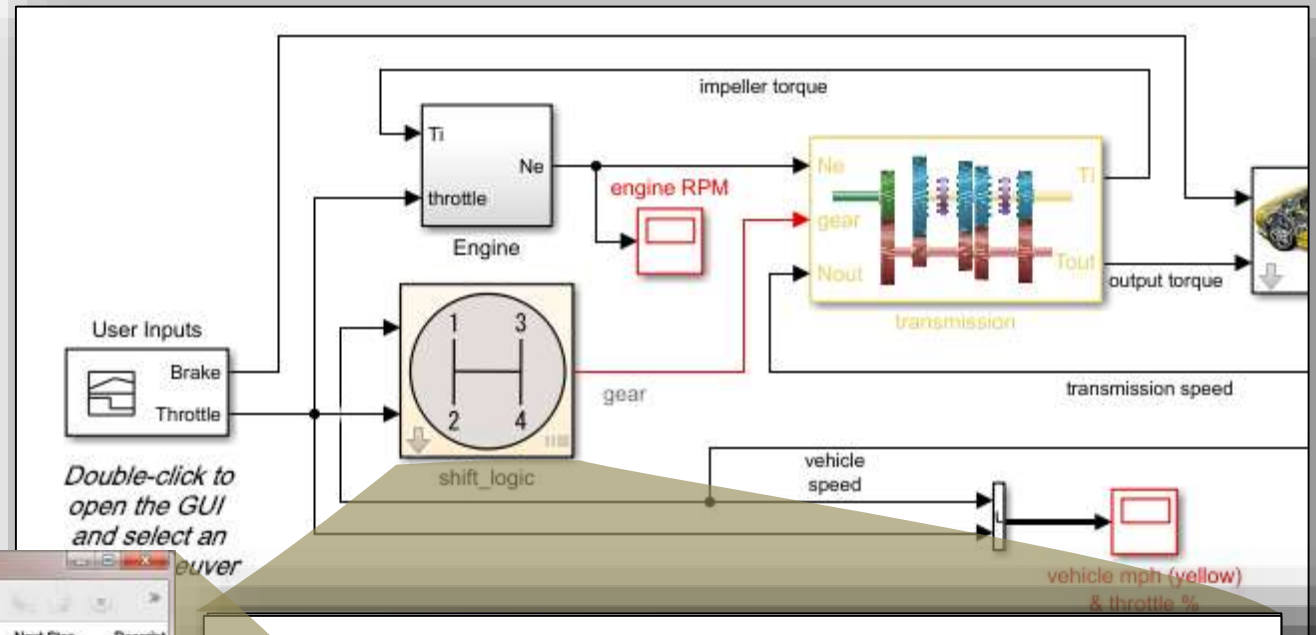 impeller torque
Ti
Ne
throttle
Engine
engine RPM
Ne
gear
Nout
Ti
Tout
transmission
output torque
User Inputs
Brake
Throttle
1 3
2 4
shift_logic
gear
transmission speed
vehicle
speed
Double-click to
open the GUI
and select an
euver
vehicle mph (yellow)
& throttle %